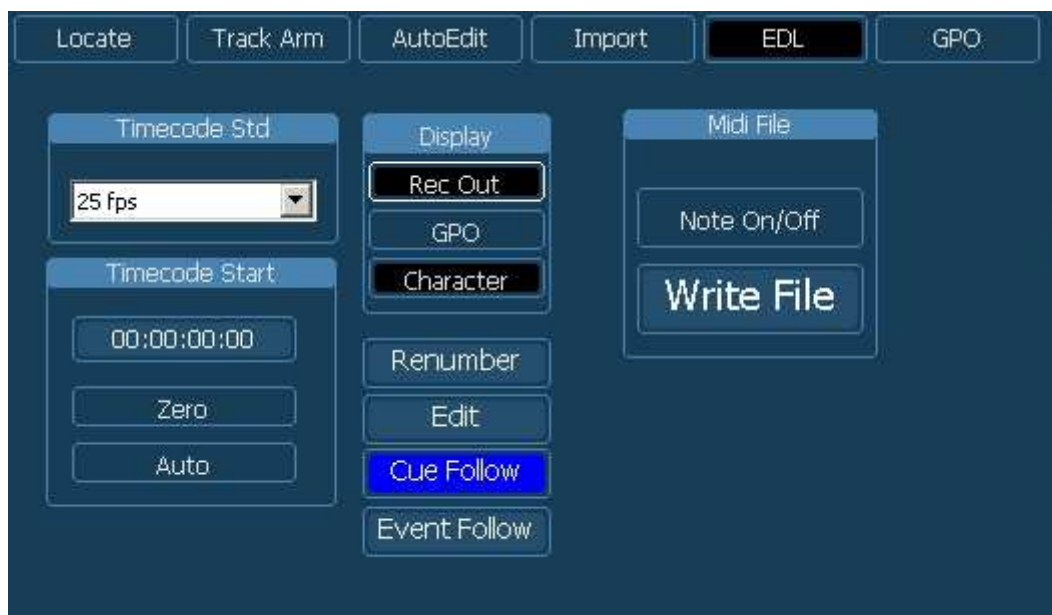 Locate
Track Arm
AutoEdit
Import
EDL
GPO
Timecode Std
25 fps
Timecode Start
00:00:00:00
Zero
Auto
Display
Rec Out
GPO
Character
Renumber
Edit
Cue Follow
Event Follow
Midi File
Note On/Off
Write File